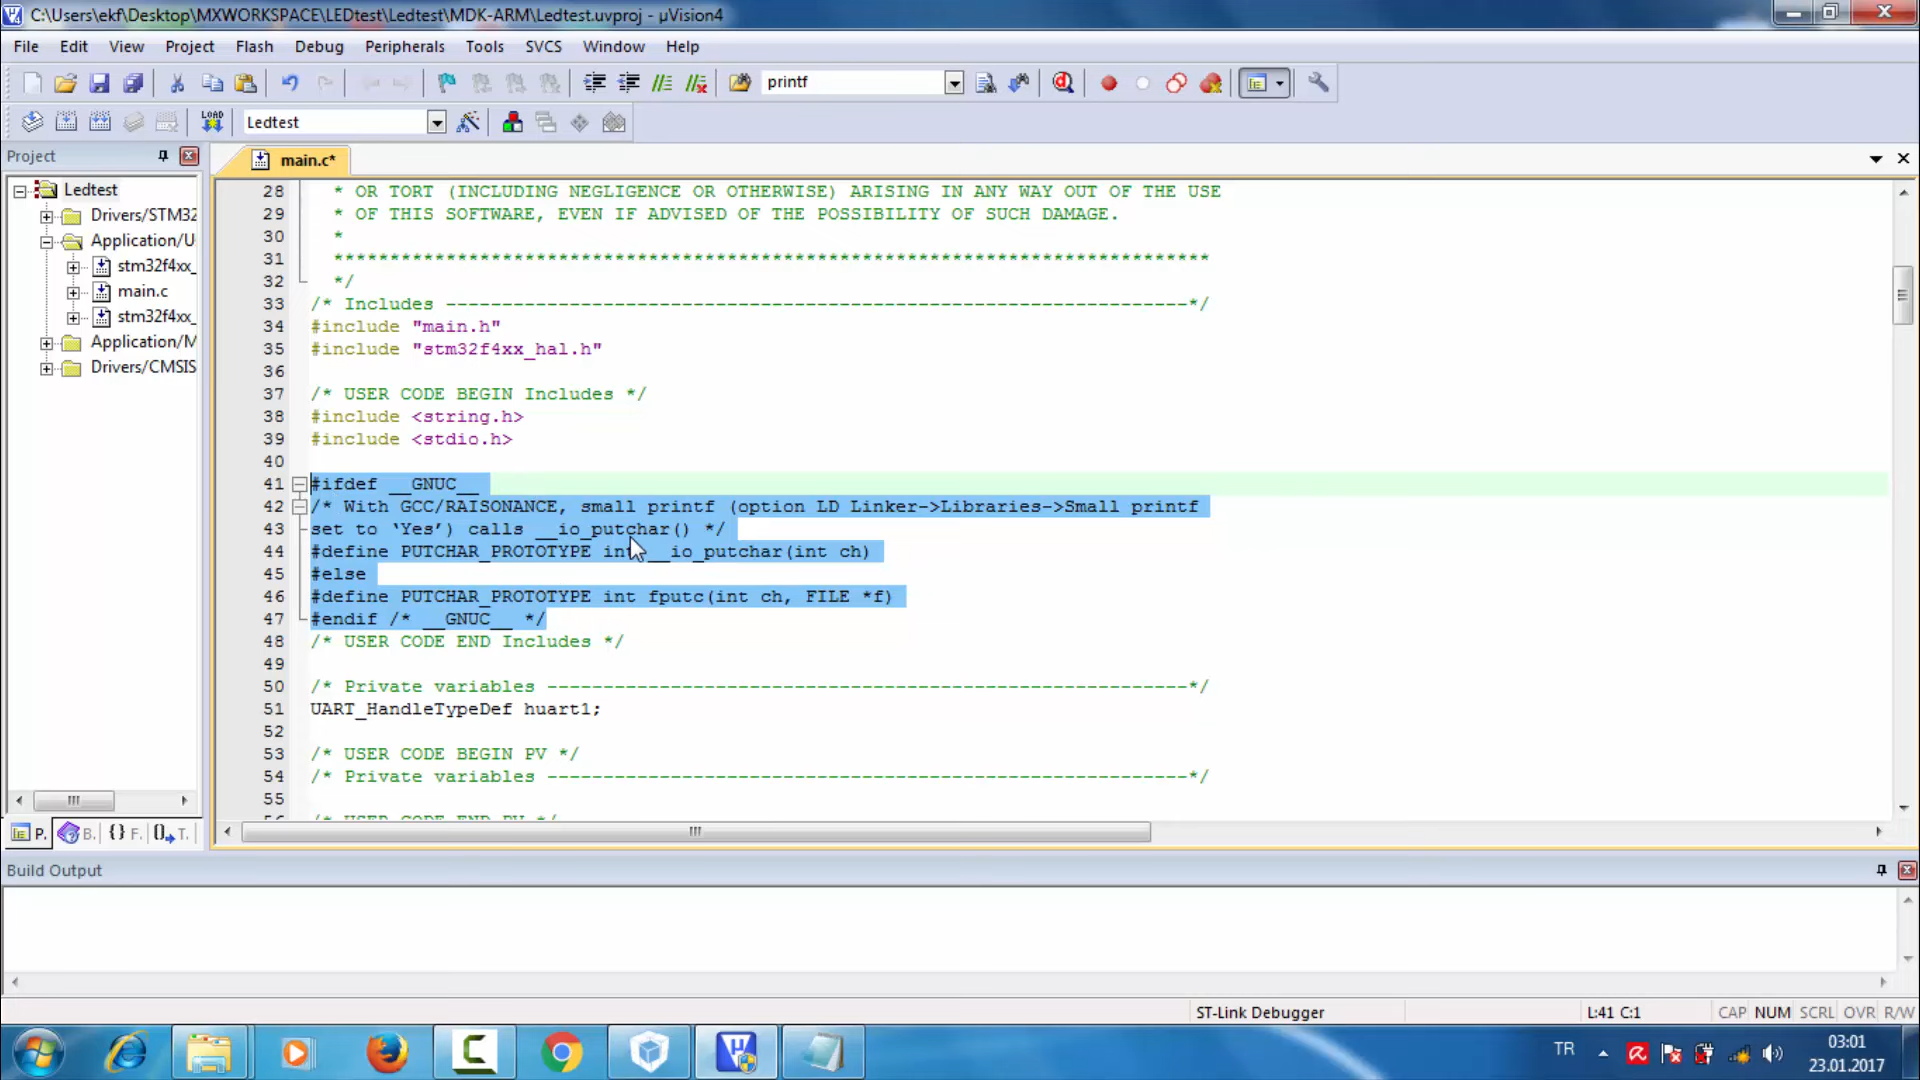 C:\Users\ekf\Desktop\MXWORKSPACE\LEDtest\Ledtest\MDK-ARM\Ledtest.uvproj - µVision4
File Edit View Project Flash Debug Peripherals Tools SVCS Window Help
printf
LOAD Ledtest
Project
main.c*
Ledtest
Drivers/STM32
Application/U
stm32f4xx_
main.c
stm32f4xx_
Application/M
Drivers/CMSIS
28 * OR TORT (INCLUDING NEGLIGENCE OR OTHERWISE) ARISING IN ANY WAY OUT OF THE USE
29 * OF THIS SOFTWARE, EVEN IF ADVISED OF THE POSSIBILITY OF SUCH DAMAGE.
30 *
31 ******************************************************************************
32 */
33 /* Includes ------------------------------------------------------------------*/
34 #include "main.h"
35 #include "stm32f4xx_hal.h"
36
37 /* USER CODE BEGIN Includes */
38 #include <string.h>
39 #include <stdio.h>
40
41 #ifdef __GNUC__
42 /* With GCC/RAISONANCE, small printf (option LD Linker->Libraries->Small printf
43 set to ‘Yes’) calls __io_putchar() */
44 #define PUTCHAR_PROTOTYPE int __io_putchar(int ch)
45 #else
46 #define PUTCHAR_PROTOTYPE int fputc(int ch, FILE *f)
47 #endif /* __GNUC__ */
48 /* USER CODE END Includes */
49
50 /* Private variables ---------------------------------------------------------*/
51 UART_HandleTypeDef huart1;
52
53 /* USER CODE BEGIN PV */
54 /* Private variables ---------------------------------------------------------*/
55
P. B. {} F. T.
Build Output
ST-Link Debugger L:41 C:1 CAP NUM SCRL OVR R/W
TR
03:01
23.01.2017